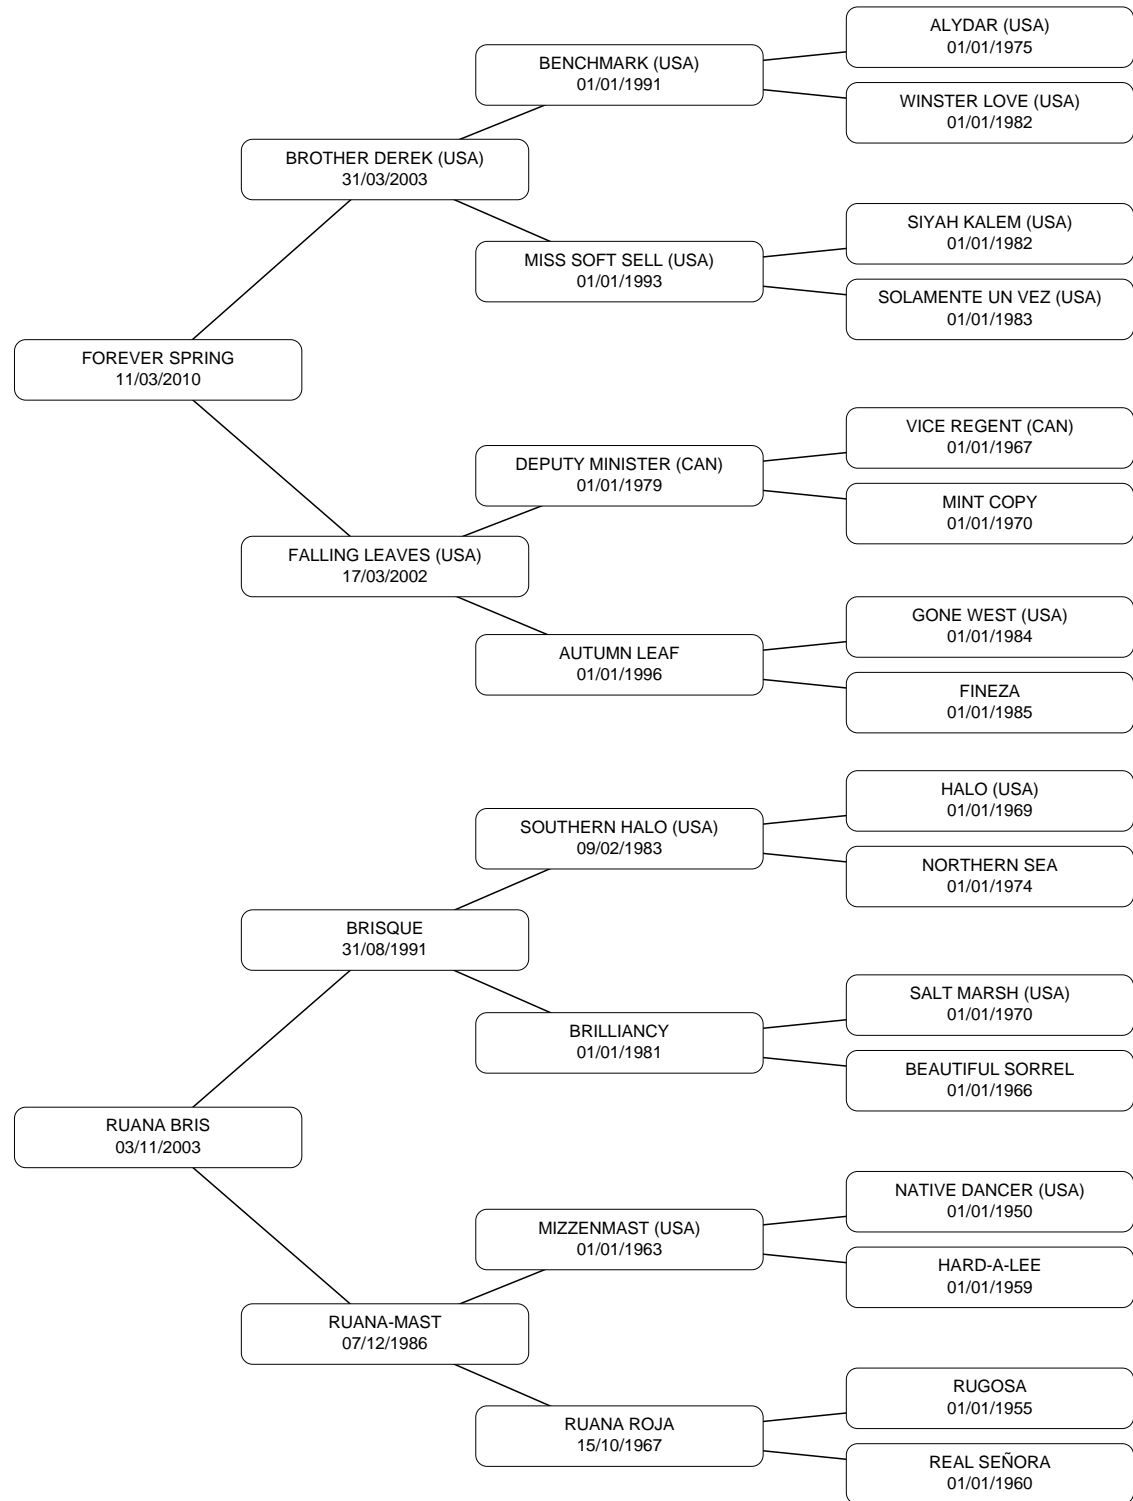 ALYDAR (USA)
01/01/1975
BENCHMARK (USA)
01/01/1991
WINSTER LOVE (USA)
01/01/1982
BROTHER DEREK (USA)
31/03/2003
SIYAH KALEM (USA)
01/01/1982
MISS SOFT SELL (USA)
01/01/1993
SOLAMENTE UN VEZ (USA)
01/01/1983
FOREVER SPRING
11/03/2010
VICE REGENT (CAN)
01/01/1967
DEPUTY MINISTER (CAN)
01/01/1979
MINT COPY
01/01/1970
FALLING LEAVES (USA)
17/03/2002
GONE WEST (USA)
01/01/1984
AUTUMN LEAF
01/01/1996
FINEZA
01/01/1985
HALO (USA)
01/01/1969
SOUTHERN HALO (USA)
09/02/1983
NORTHERN SEA
01/01/1974
BRISQUE
31/08/1991
SALT MARSH (USA)
01/01/1970
BRILLIANCY
01/01/1981
BEAUTIFUL SORREL
01/01/1966
RUANA BRIS
03/11/2003
NATIVE DANCER (USA)
01/01/1950
MIZZENMAST (USA)
01/01/1963
HARD-A-LEE
01/01/1959
RUANA-MAST
07/12/1986
RUGOSA
01/01/1955
RUANA ROJA
15/10/1967
REAL SEÑORA
01/01/1960